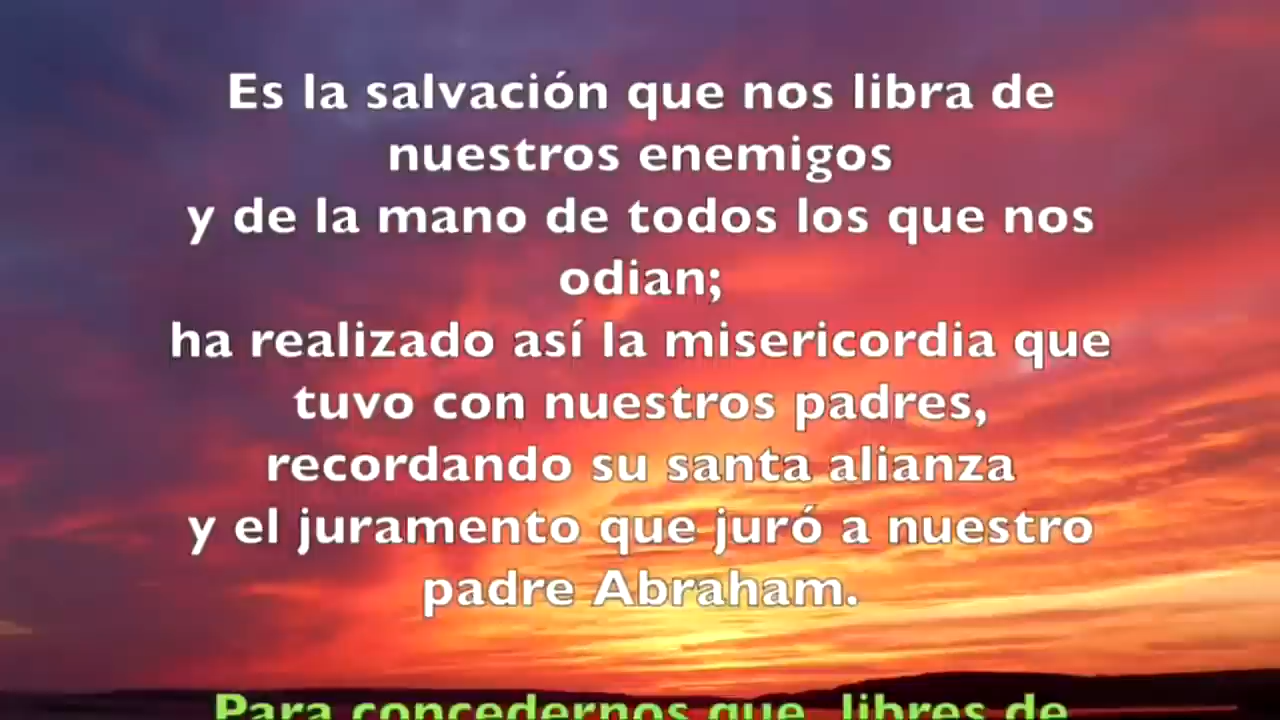 Es la salvación que nos libra de
nuestros enemigos
y de la mano de todos los que nos
odian;
ha realizado así la misericordia que
tuvo con nuestros padres,
recordando su santa alianza
y el juramento que juró a nuestro
padre Abraham.
Para concedernos que, libres de